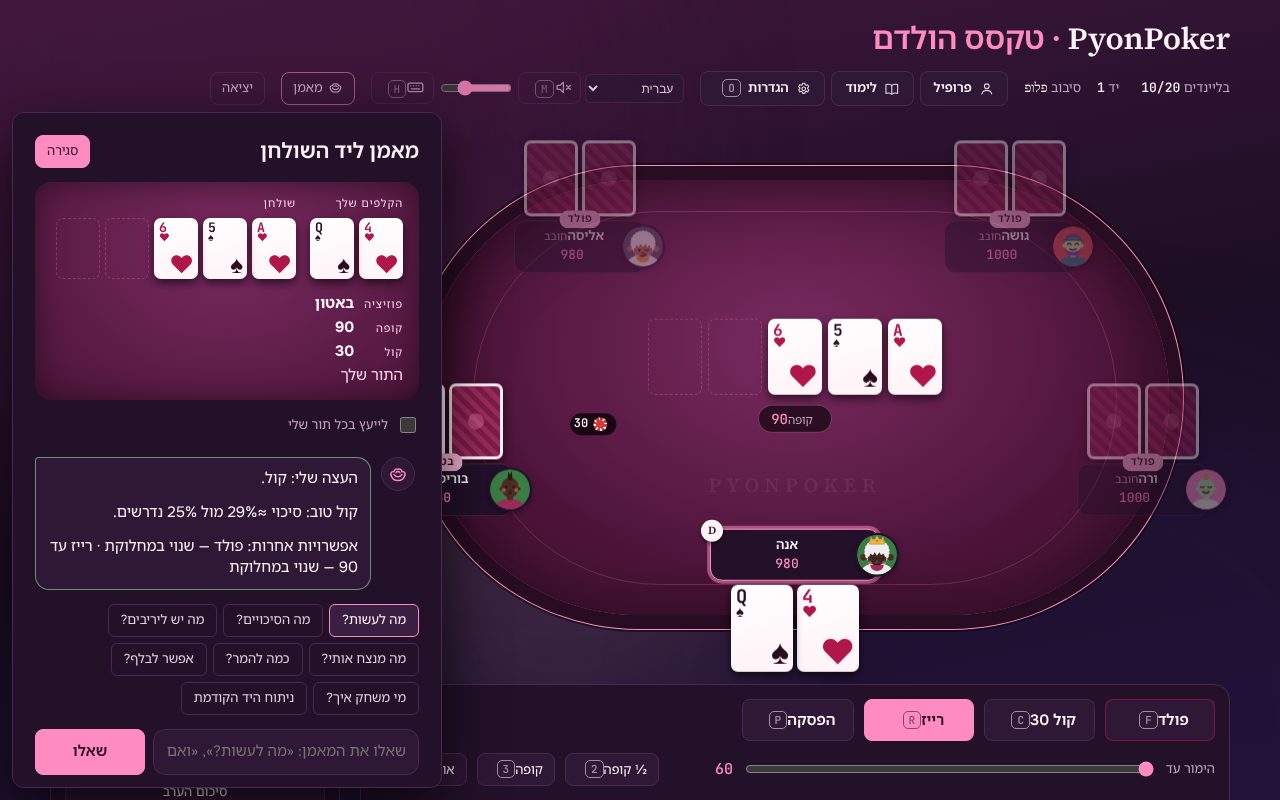 PyonPoker · טקסס הולדם
בליינדים 10/20 יד 1 סיבוב פלופ
פרופיל
לימוד
הגדרות O
עברית
M
H
מאמן
יציאה
מאמן ליד השולחן
סגירה
הקלפים שלך
שולחן
4
Q
A
5
6
פוזיציה באטון
קופה 90
קול 30
התור שלך
לייעץ בכל תור שלי
העצה שלי: קול.
קול טוב: סיכוי ≈29% מול 25% נדרשים.
אפשרויות אחרות: פולד — שנוי במחלוקת · רייז עד
90 — שנוי במחלוקת
מה לעשות?
מה הסיכויים?
מה יש ליריבים?
מה מנצח אותי?
כמה להמר?
אפשר לבלף?
מי משחק איך?
ניתוח היד הקודמת
שאלו את המאמן: «מה לעשות?», «ואם
שאלו
פולד
גושה חובב
1000
פולד
אליסה חובב
980
פולד
ורה חובב
1000
A
5
6
קופה 90
30
PYONPOKER
D
אנה
980
Q
4
פולד F
קול 30 C
רייז R
הפסקה P
הימור עד
60
½ קופה 2
קופה 3
סיכום הערב